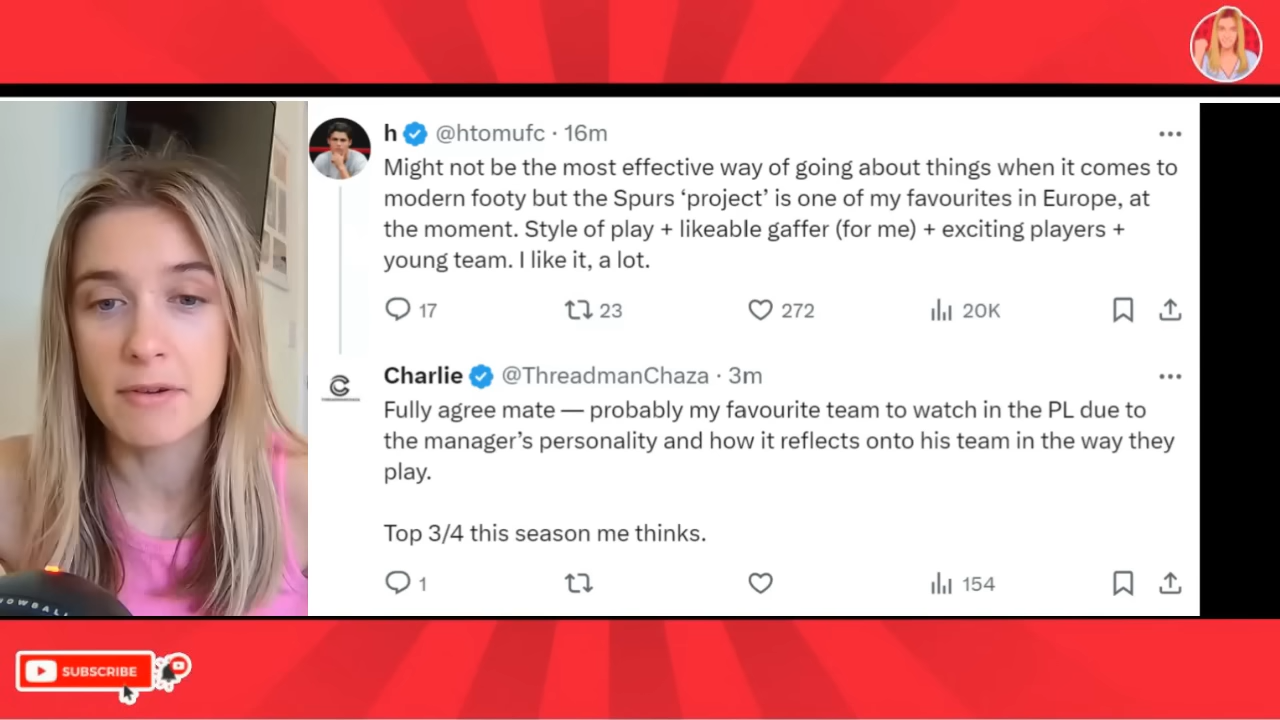 h @htomufc · 16m
Might not be the most effective way of going about things when it comes to
modern footy but the Spurs ‘project’ is one of my favourites in Europe, at
the moment. Style of play + likeable gaffer (for me) + exciting players +
young team. I like it, a lot.
17 23 272 20K
Charlie @ThreadmanChaza · 3m
Fully agree mate — probably my favourite team to watch in the PL due to
the manager’s personality and how it reflects onto his team in the way they
play.
Top 3/4 this season me thinks.
1 154
SUBSCRIBE